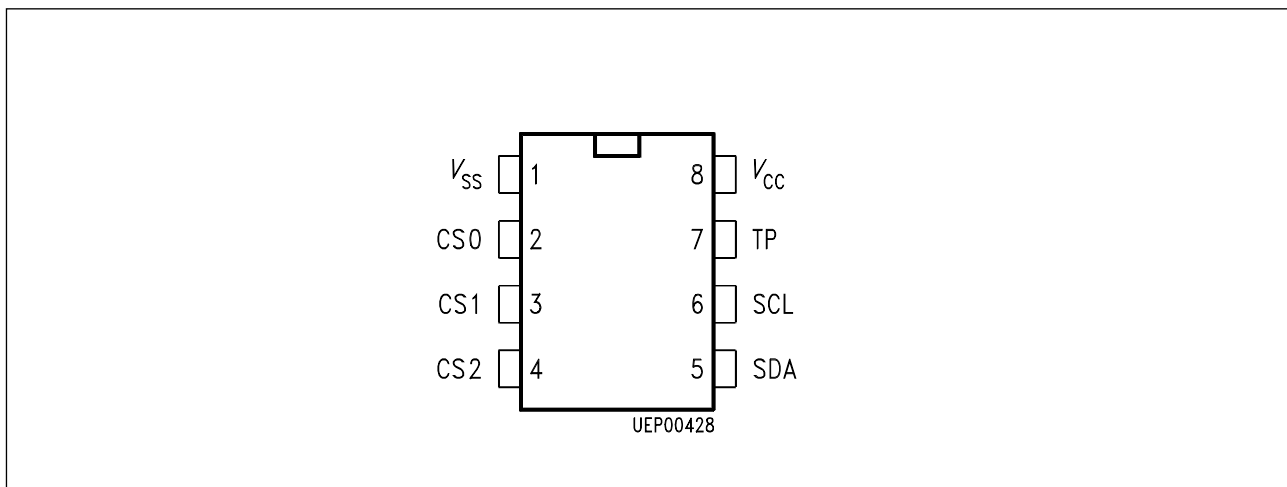 V_SS 1 8 V_CC
CS0 2 7 TP
CS1 3 6 SCL
CS2 4 5 SDA
UEP00428